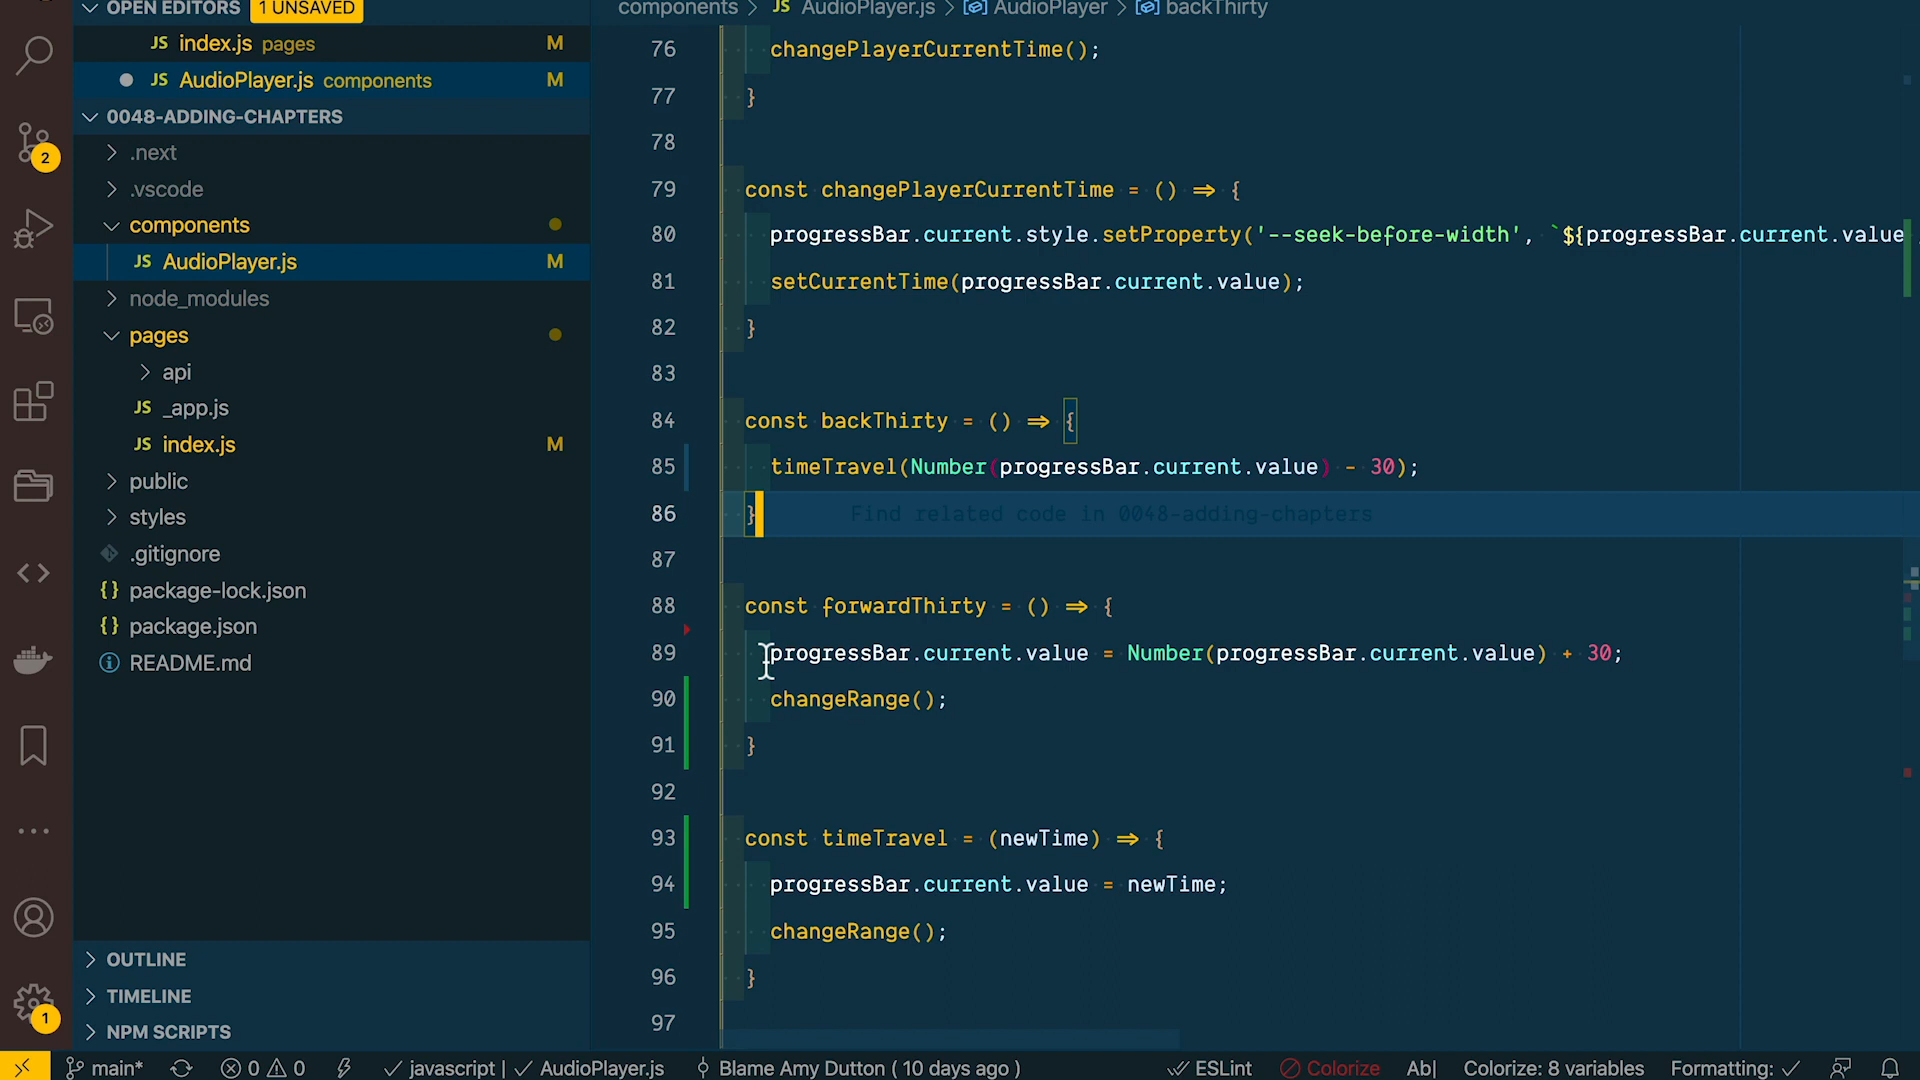 OPEN EDITORS 1 UNSAVED
JS index.js pages M
JS AudioPlayer.js components M
0048-ADDING-CHAPTERS
.next
.vscode
components
JS AudioPlayer.js M
node_modules
pages
api
JS _app.js
JS index.js M
public
styles
.gitignore
{} package-lock.json
{} package.json
README.md
OUTLINE
TIMELINE
NPM SCRIPTS
2
1
components > JS AudioPlayer.js > AudioPlayer > backThirty
76 changePlayerCurrentTime();
77 }
78
79 const changePlayerCurrentTime = () => {
80 progressBar.current.style.setProperty('--seek-before-width', `${progressBar.current.value
81 setCurrentTime(progressBar.current.value);
82 }
83
84 const backThirty = () => {
85 timeTravel(Number(progressBar.current.value) - 30);
86 } Find related code in 0048-adding-chapters
87
88 const forwardThirty = () => {
89 progressBar.current.value = Number(progressBar.current.value) + 30;
90 changeRange();
91 }
92
93 const timeTravel = (newTime) => {
94 progressBar.current.value = newTime;
95 changeRange();
96 }
97
main* 0 0 javascript | AudioPlayer.js Blame Amy Dutton ( 10 days ago ) ESLint Colorize Ab| Colorize: 8 variables Formatting: